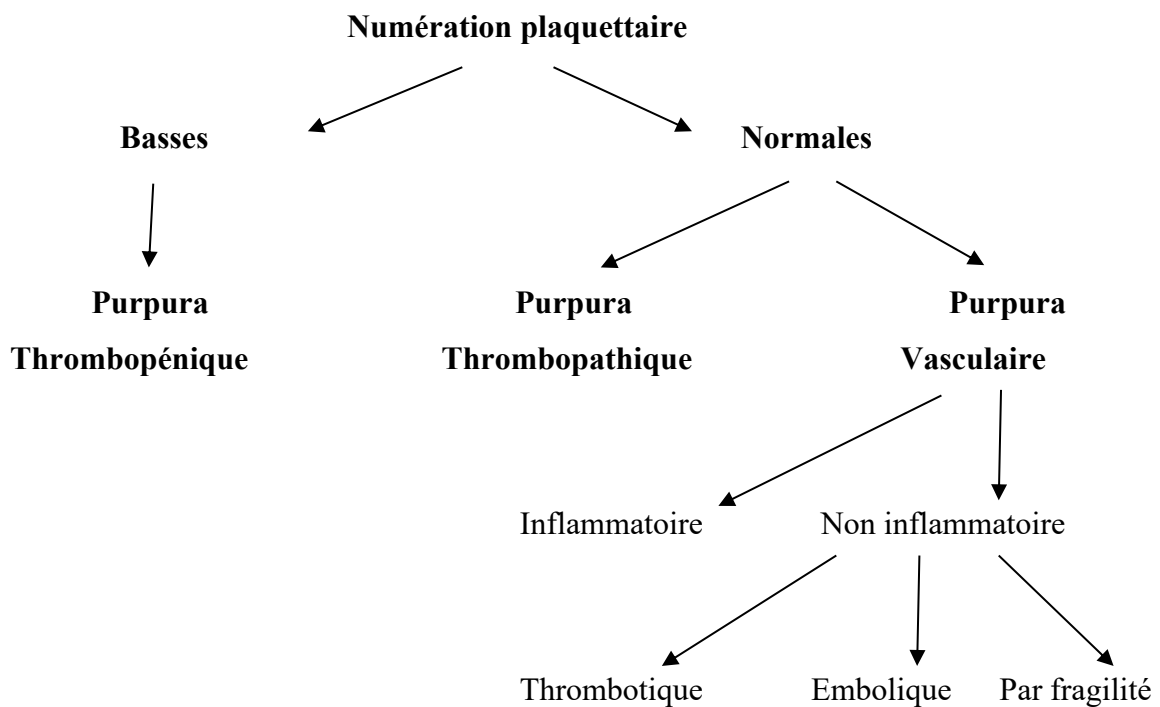 Numération plaquettaire
Basses
Normales
Purpura
Thrombopénique
Purpura
Thrombopathique
Purpura
Vasculaire
Inflammatoire
Non inflammatoire
Thrombotique
Embolique
Par fragilité